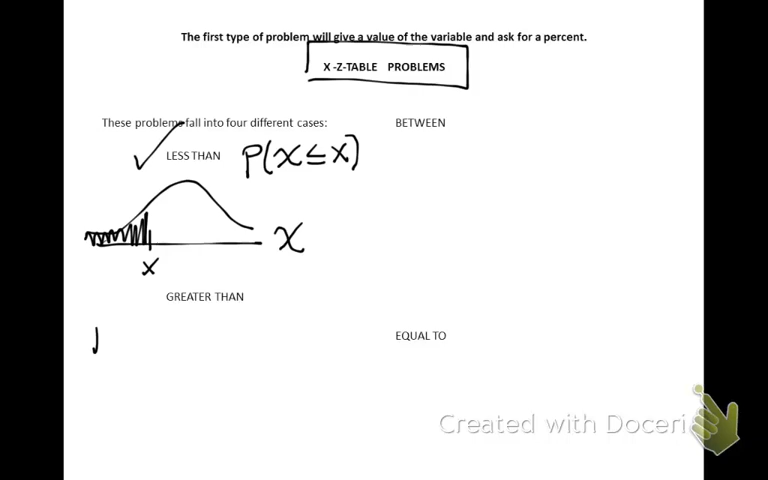 The first type of problem will give a value of the variable and ask for a percent.
X -Z-TABLE PROBLEMS
These problems fall into four different cases:
BETWEEN
LESS THAN P(X ≤ x)
X
x
GREATER THAN
EQUAL TO
Created with Doceri